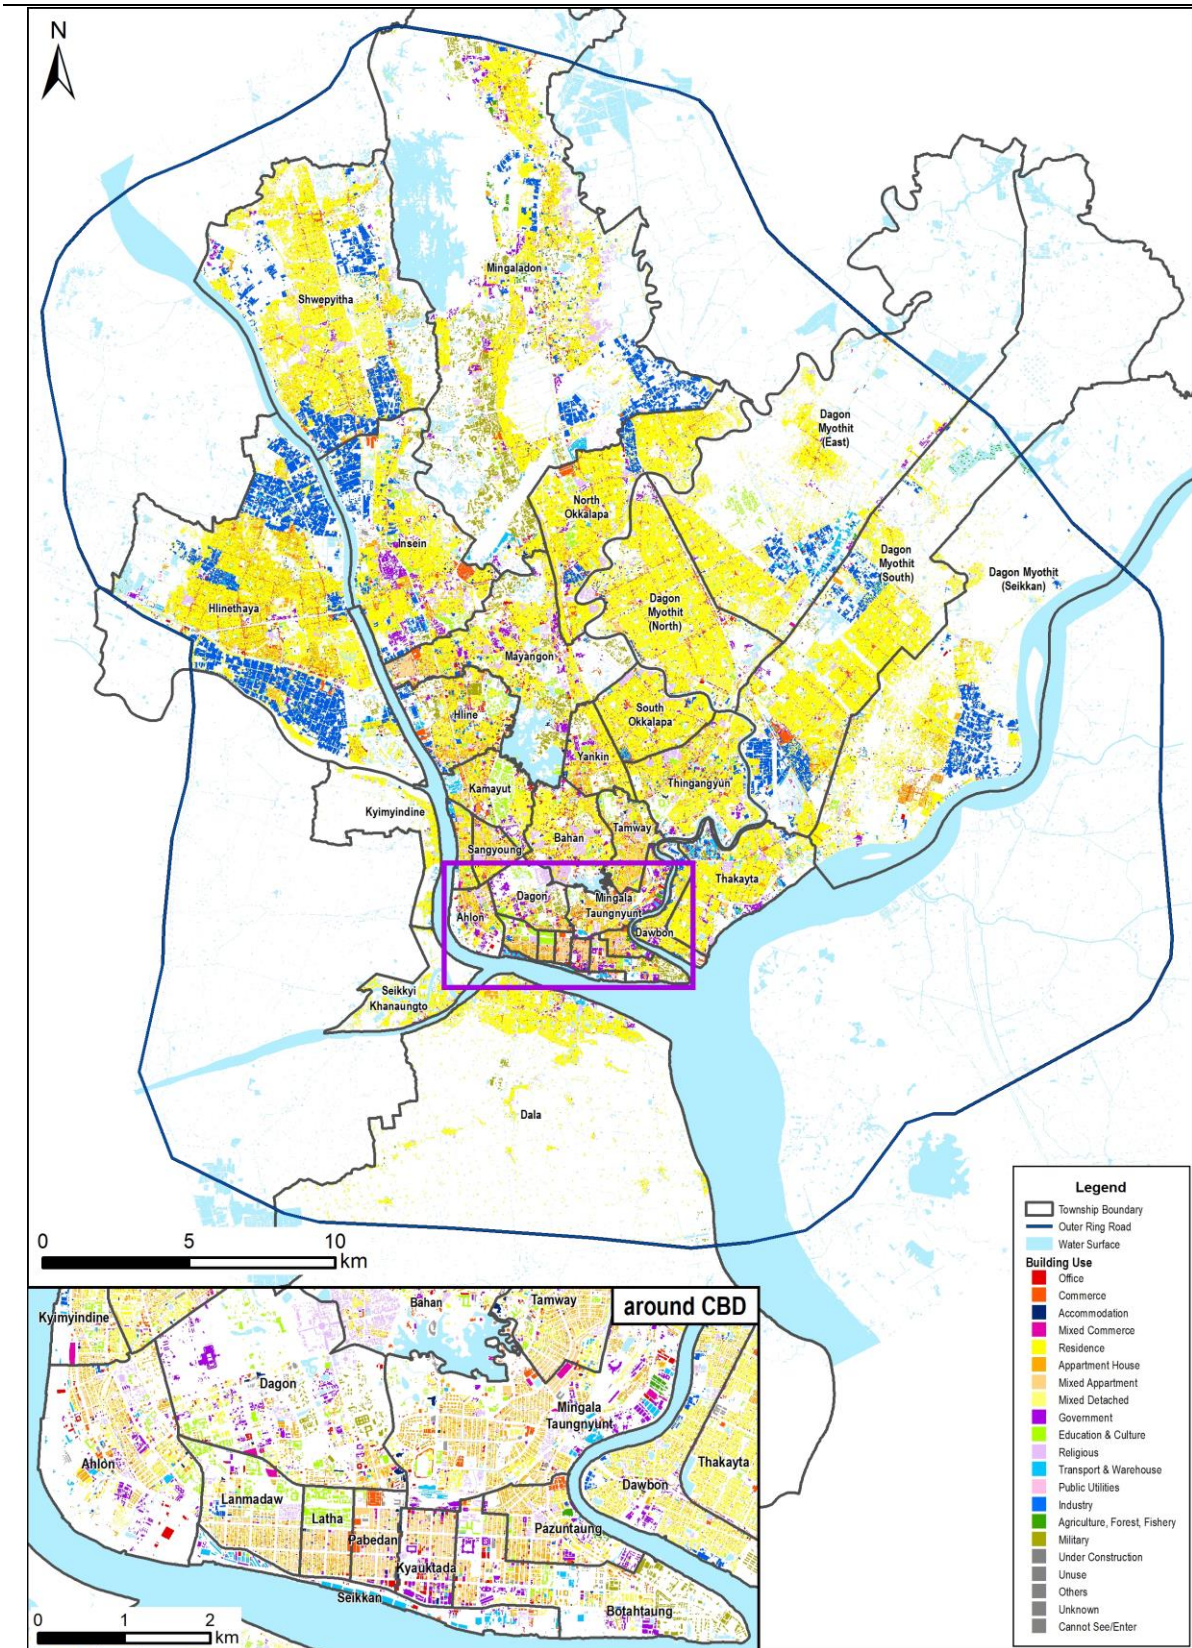 N
Shwepyitha
Mingaladon
Dagon
Myothit
(East)
North
Okkalapa
Insein
Dagon
Myothit
(South)
Dagon Myothit
(Seikkan)
Hlinethaya
Dagon
Myothit
(North)
Mayangon
Hline
South
Okkalapa
Yankin
Thingangyun
Kamayut
Kyimyindine
Bahan
Tamway
Sangyoung
Thakayta
Dagon
Mingala
Taungnyunt
Ahlon
Dawbon
Seikkyi
Khanaungto
Dala
0 5 10
km
Legend
Township Boundary
Outer Ring Road
Water Surface
Building Use
Office
Commerce
Accommodation
Mixed Commerce
Residence
Appartment House
Mixed Appartment
Mixed Detached
Government
Education & Culture
Religious
Transport & Warehouse
Public Utilities
Industry
Agriculture, Forest, Fishery
Military
Under Construction
Unuse
Others
Unknown
Cannot See/Enter
around CBD
Kyimyindine
Bahan
Tamway
Dagon
Mingala
Taungnyunt
Ahlon
Thakayta
Dawbon
Lanmadaw
Latha
Pabedan
Pazuntaung
Kyauktada
Seikkan
Botahtaung
0 1 2
km